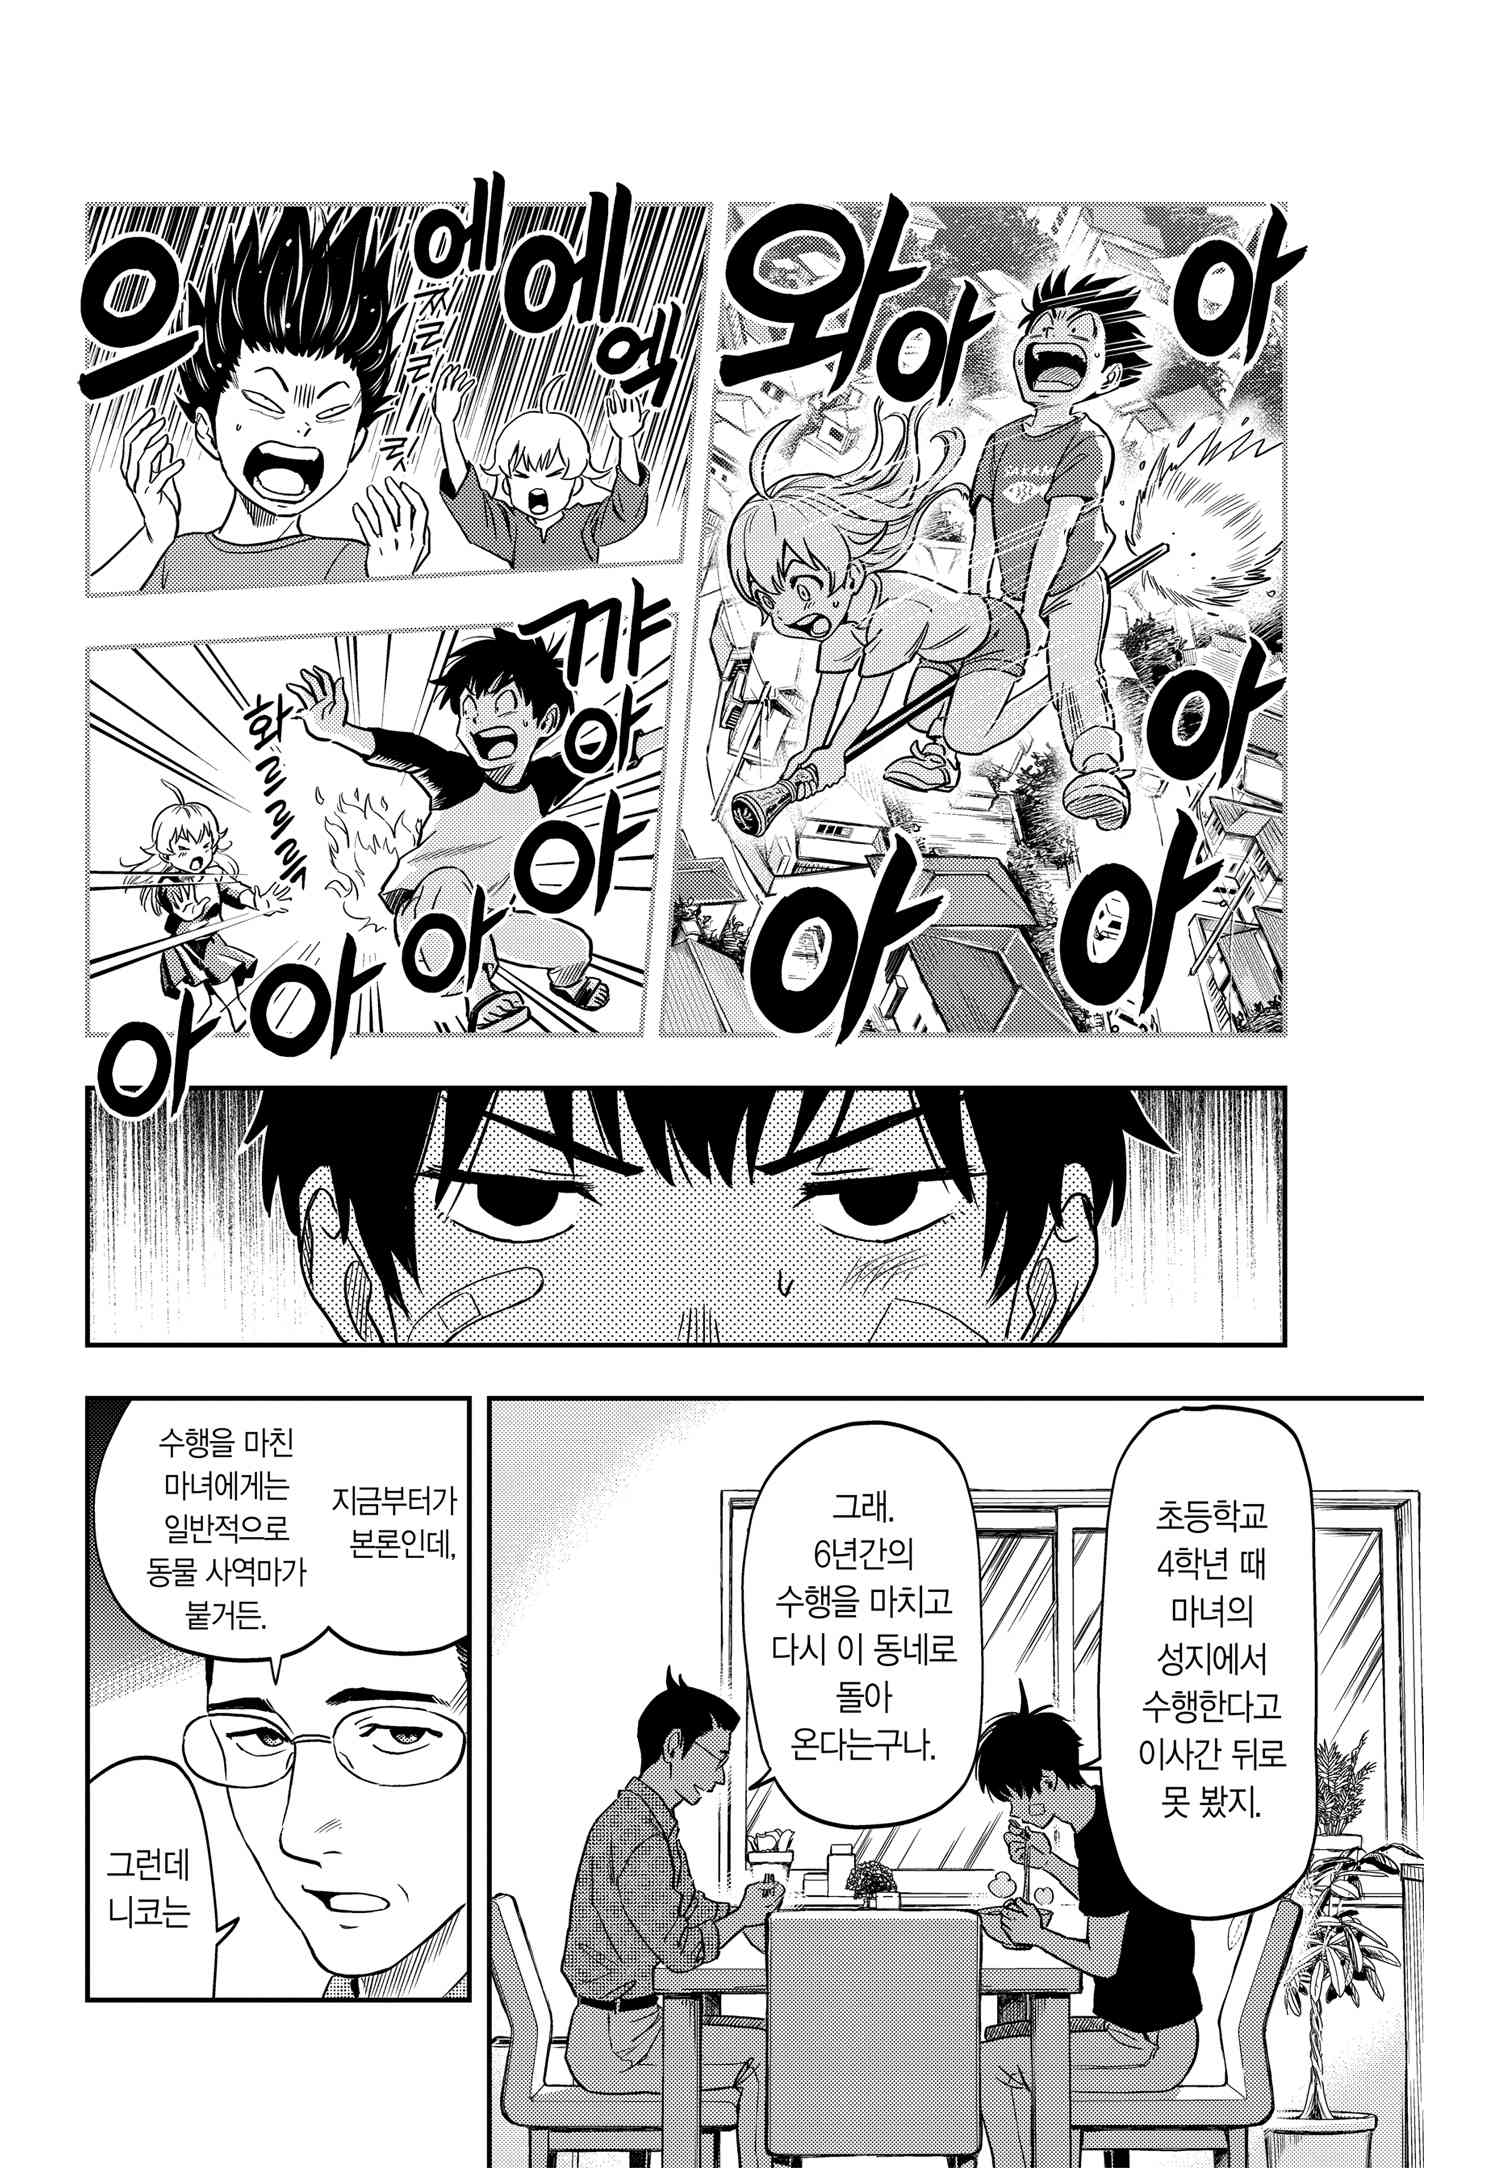 와아아
아아아
으에에엑
꺄아아아아아
화르르르륵
초등학교
4학년 때
마녀의
성지에서
수행한다고
이사간 뒤로
못 봤지.
그래.
6년간의
수행을 마치고
다시 이 동네로
돌아
온다는구나.
지금부터가
본론인데,
수행을 마친
마녀에게는
일반적으로
동물 사역마가
붙거든.
그런데
니코는